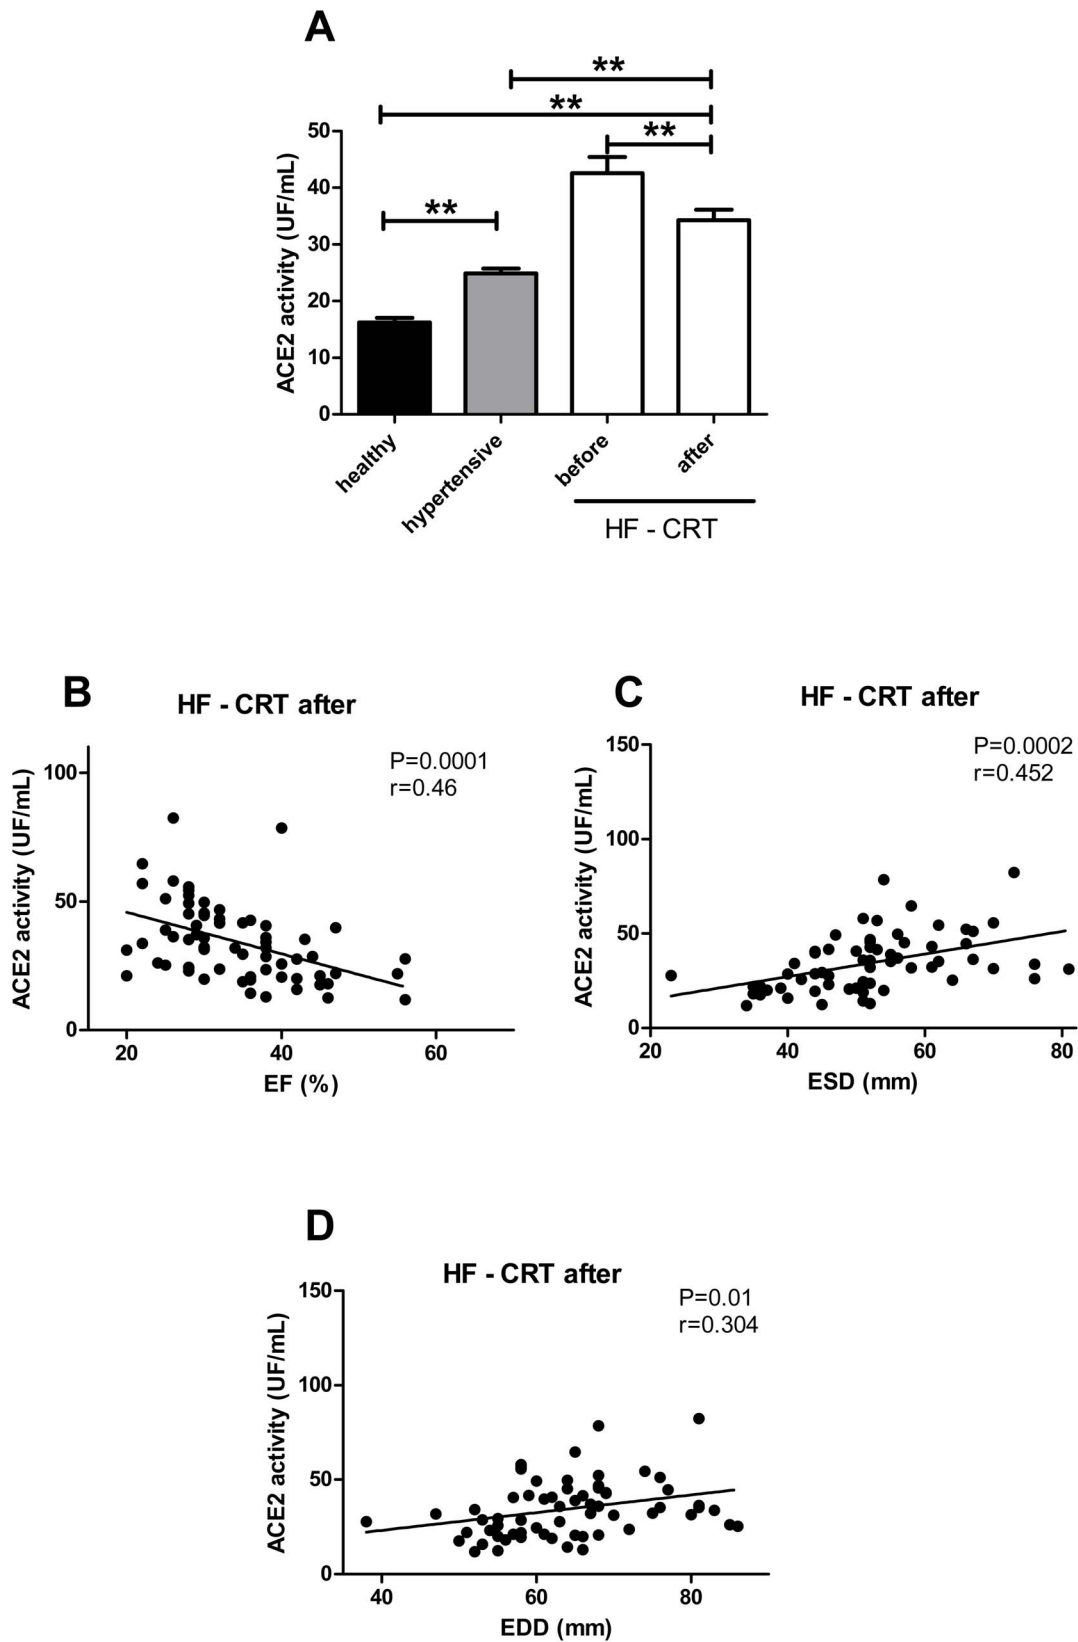 A
**
**
**
**
ACE2 activity (UF/mL)
50
40
30
20
10
0
healthy
hypertensive
before
after
HF - CRT
B
HF - CRT after
P=0.0001
r=0.46
ACE2 activity (UF/mL)
100
50
0
20
40
60
EF (%)
C
HF - CRT after
P=0.0002
r=0.452
ACE2 activity (UF/mL)
150
100
50
0
20
40
60
80
ESD (mm)
D
HF - CRT after
P=0.01
r=0.304
ACE2 activity (UF/mL)
150
100
50
0
40
60
80
EDD (mm)